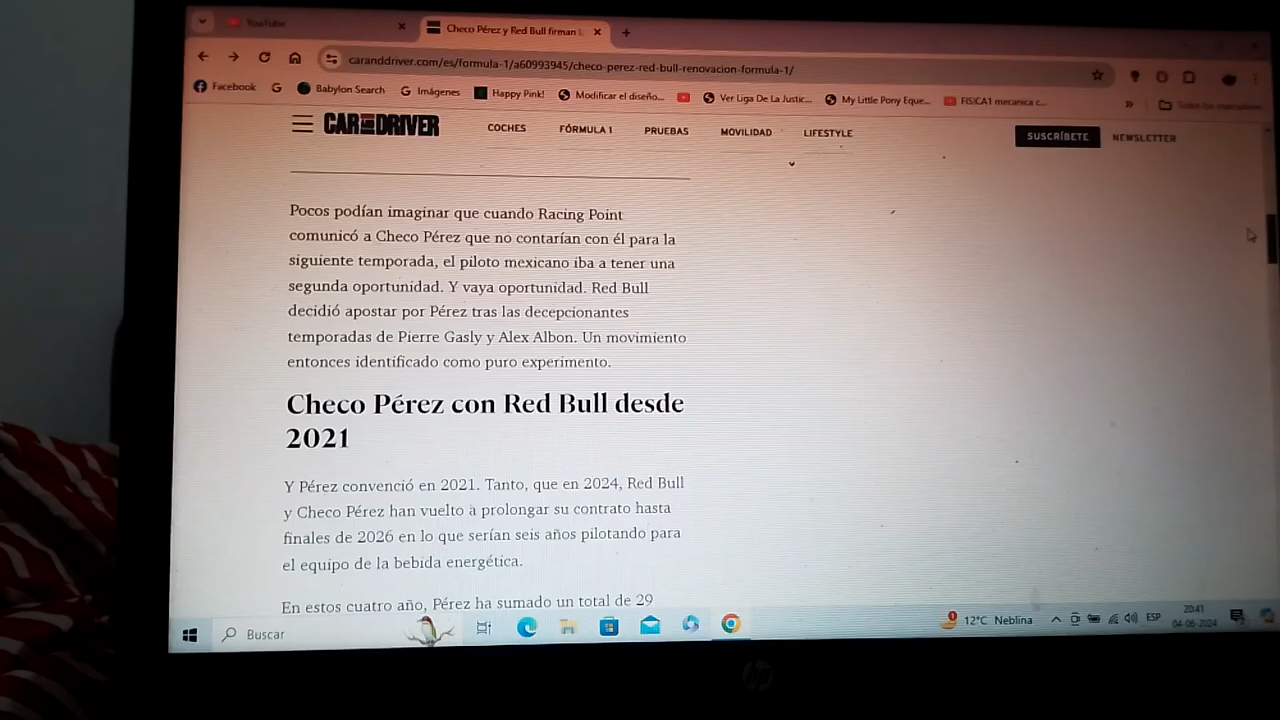 YouTube
Checo Pérez y Red Bull firman
caranddriver.com/es/formula-1/a60993945/checo-perez-red-bull-renovacion-formula-1/
Facebook G Babylon Search G Imágenes Happy Pink! Modificar el diseño... Ver Liga De La Justic... My Little Pony Eque... FISICA1 mecanica c... » Todos los marcadores
CAR AND DRIVER COCHES FÓRMULA 1 PRUEBAS MOVILIDAD LIFESTYLE SUSCRÍBETE NEWSLETTER
Pocos podían imaginar que cuando Racing Point
comunicó a Checo Pérez que no contarían con él para la
siguiente temporada, el piloto mexicano iba a tener una
segunda oportunidad. Y vaya oportunidad. Red Bull
decidió apostar por Pérez tras las decepcionantes
temporadas de Pierre Gasly y Alex Albon. Un movimiento
entonces identificado como puro experimento.
Checo Pérez con Red Bull desde
2021
Y Pérez convenció en 2021. Tanto, que en 2024, Red Bull
y Checo Pérez han vuelto a prolongar su contrato hasta
finales de 2026 en lo que serían seis años pilotando para
el equipo de la bebida energética.
En estos cuatro año, Pérez ha sumado un total de 29
Buscar 12°C Neblina ESP 20:41
04-06-2024
hp